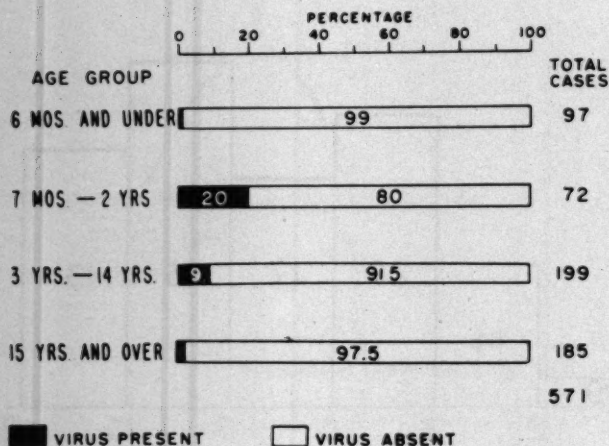 PERCENTAGE
0 20 40 60 80 100
AGE GROUP
TOTAL CASES
6 MOS. AND UNDER 99 97
7 MOS. — 2 YRS 20 80 72
3 YRS. — 14 YRS. 9 91.5 199
15 YRS. AND OVER 97.5 185
571
VIRUS PRESENT VIRUS ABSENT